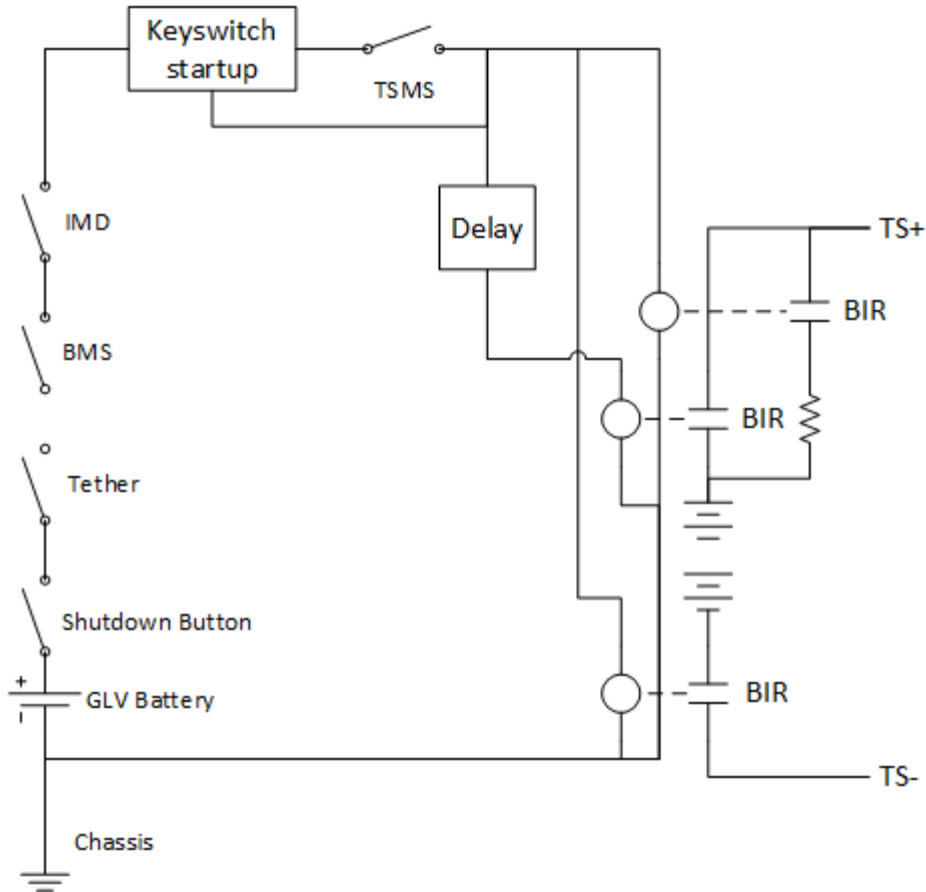 Keyswitch
startup
TSMS
IMD
Delay
TS+
BIR
BMS
BIR
Tether
Shutdown Button
+
GLV Battery
-
BIR
TS-
Chassis